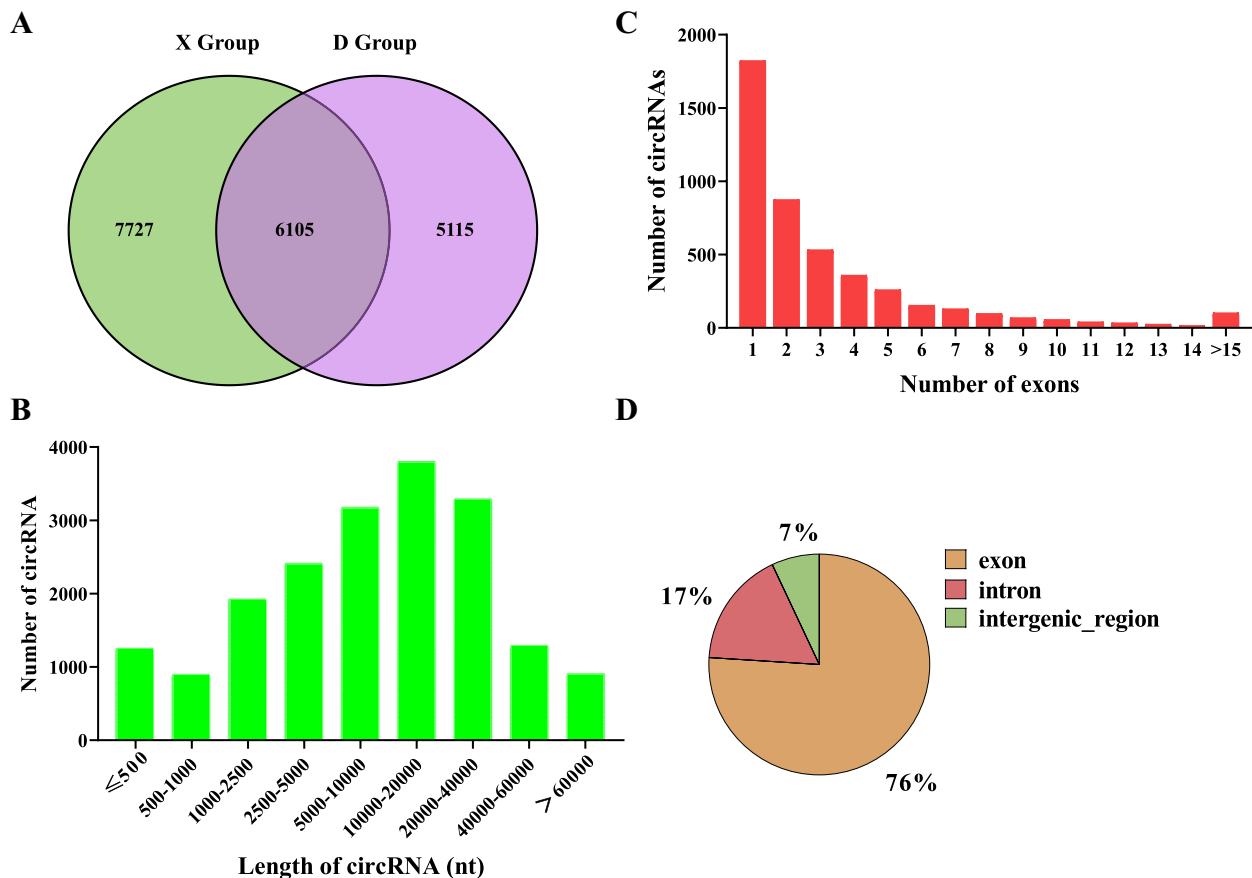 A
X Group
D Group
7727
6105
5115
B
Number of circRNA
4000
3000
2000
1000
0
≤500
500-1000
1000-2500
2500-5000
5000-10000
10000-20000
20000-40000
40000-60000
＞60000
Length of circRNA (nt)
C
Number of circRNAs
2000
1500
1000
500
0
1 2 3 4 5 6 7 8 9 10 11 12 13 14 >15
Number of exons
D
7%
17%
76%
exon
intron
intergenic_region